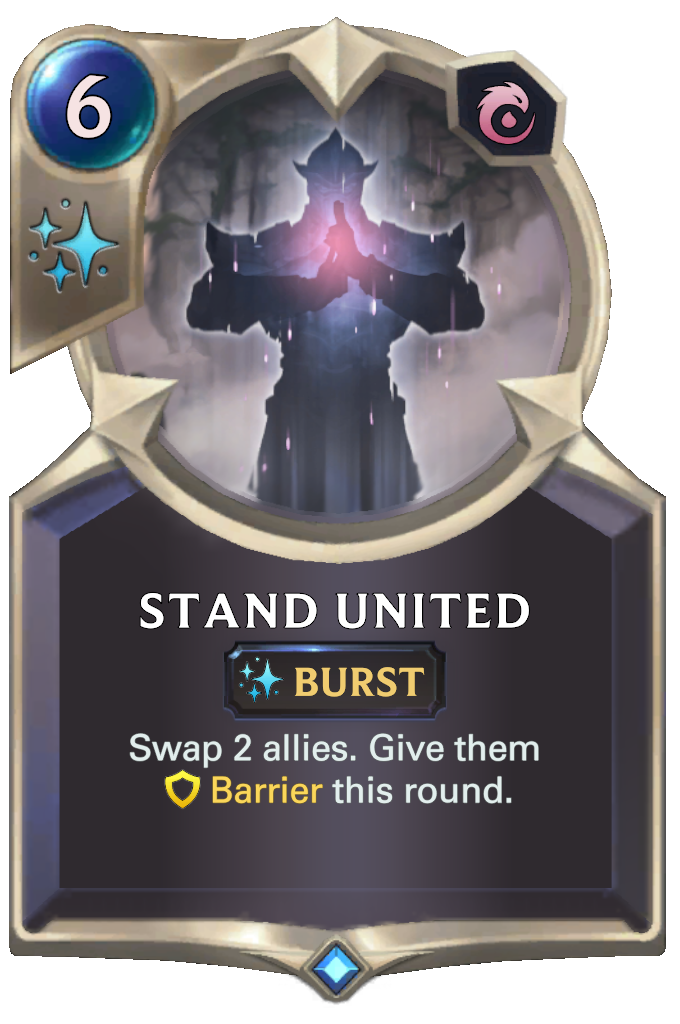 6
STAND UNITED
BURST
Swap 2 allies. Give them
Barrier this round.